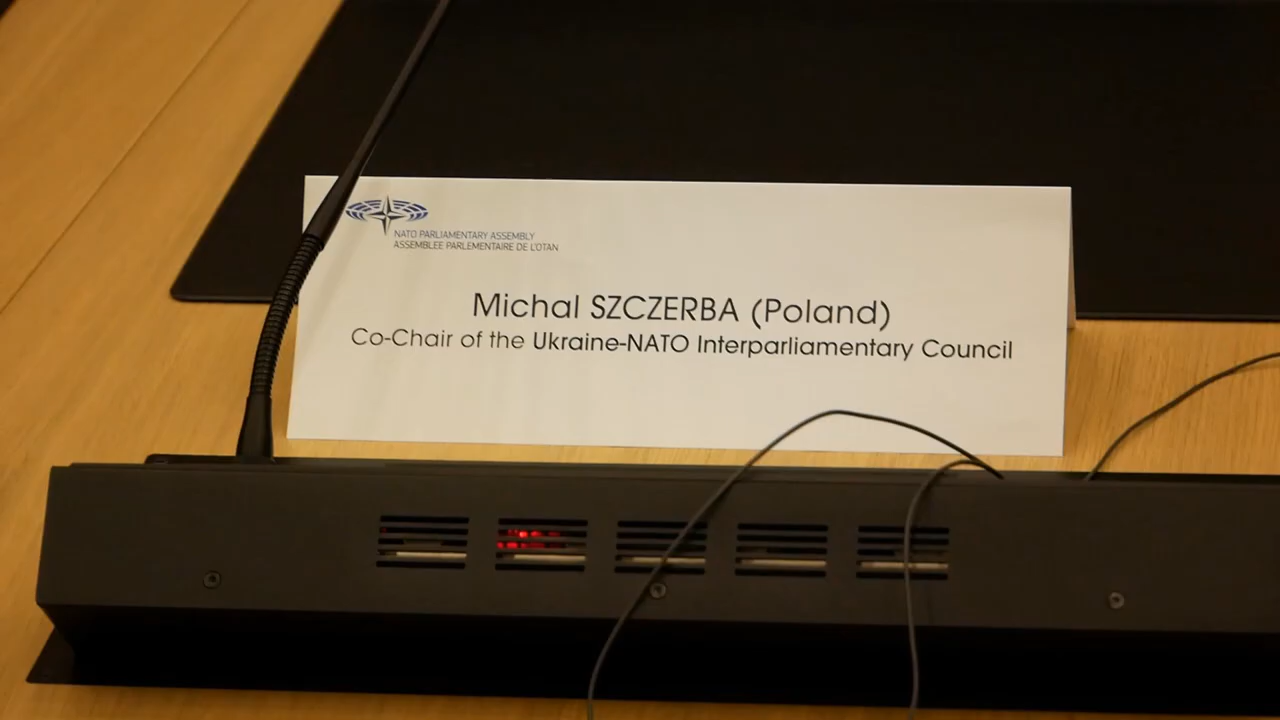 NATO PARLIAMENTARY ASSEMBLY
ASSEMBLEE PARLEMENTAIRE DE L'OTAN
Michal SZCZERBA (Poland)
Co-Chair of the Ukraine-NATO Interparliamentary Council